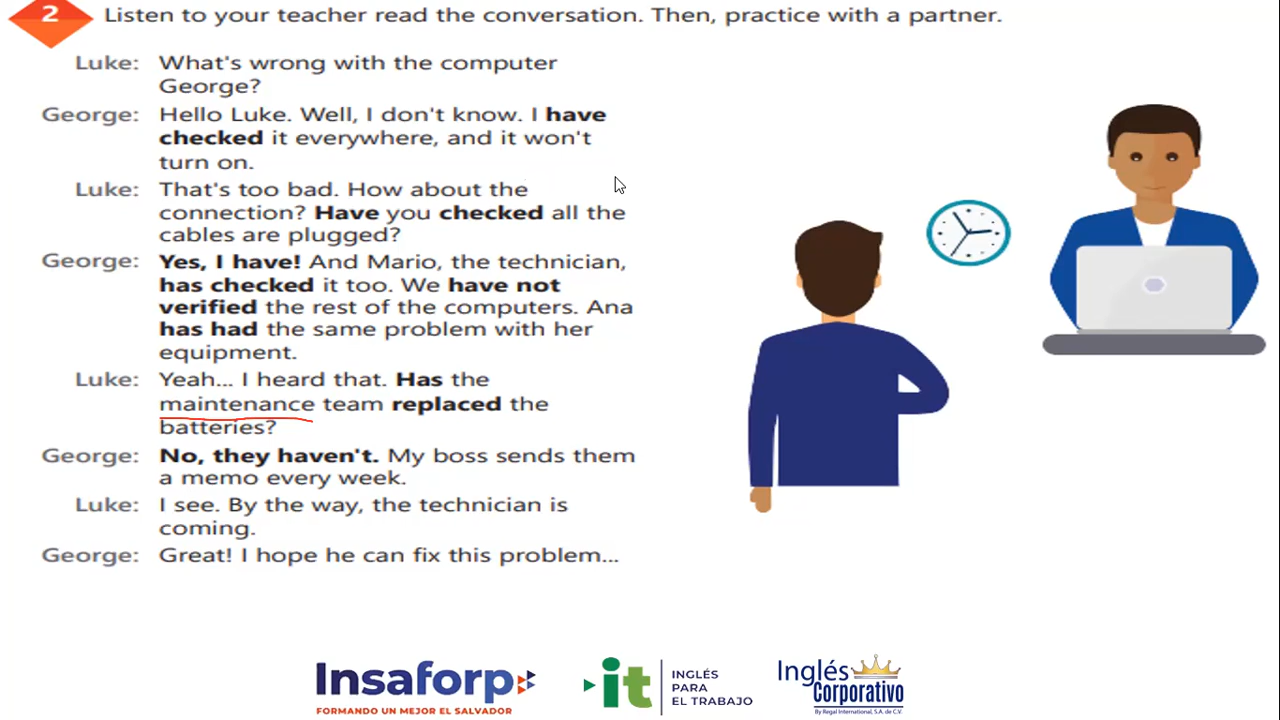 2 Listen to your teacher read the conversation. Then, practice with a partner.
Luke: What's wrong with the computer
George?
George: Hello Luke. Well, I don't know. I have
checked it everywhere, and it won't
turn on.
Luke: That's too bad. How about the
connection? Have you checked all the
cables are plugged?
George: Yes, I have! And Mario, the technician,
has checked it too. We have not
verified the rest of the computers. Ana
has had the same problem with her
equipment.
Luke: Yeah... I heard that. Has the
maintenance team replaced the
batteries?
George: No, they haven't. My boss sends them
a memo every week.
Luke: I see. By the way, the technician is
coming.
George: Great! I hope he can fix this problem...
Insaforp
FORMANDO UN MEJOR EL SALVADOR
it
INGLÉS
PARA
EL TRABAJO
Inglés
Corporativo
By Regal International, S.A. de C.V.